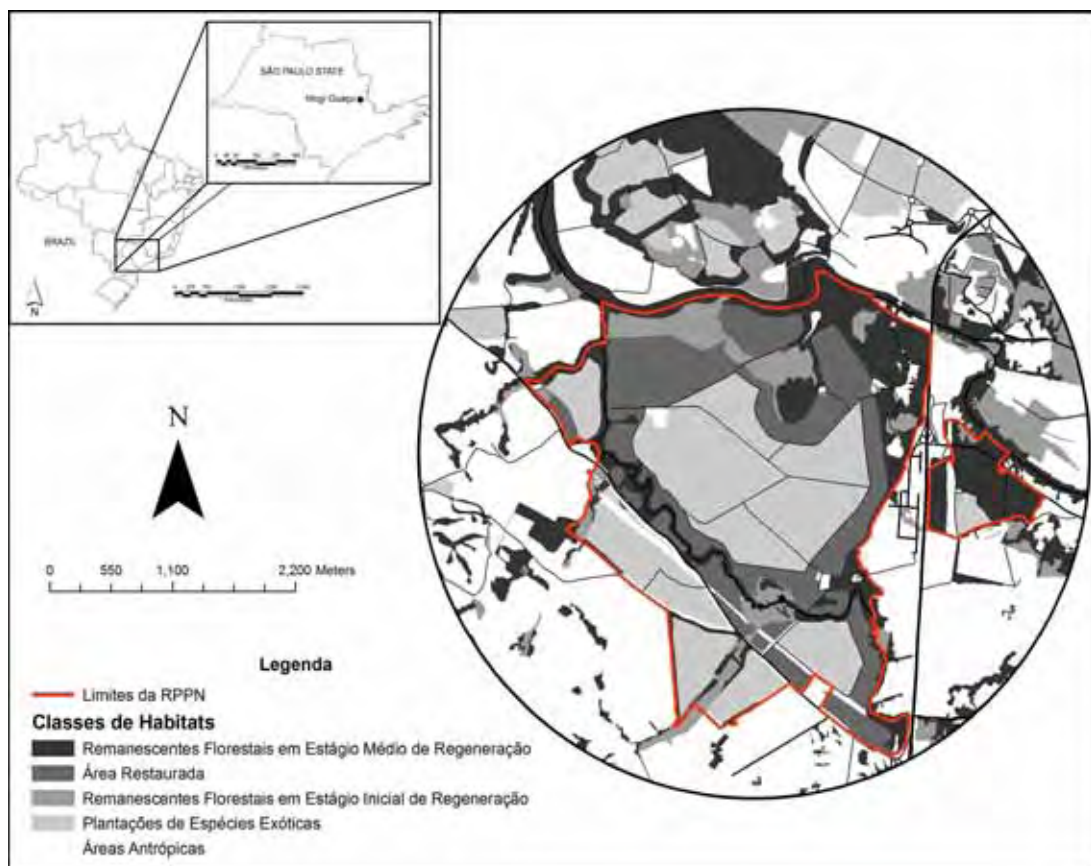 SÃO PAULO STATE
Mogi Guaçu
BRAZIL
N
N
0 550 1,100 2,200 Meters
Legenda
Limites da RPPN
Classes de Habitats
Remanescentes Florestais em Estágio Médio de Regeneração
Área Restaurada
Remanescentes Florestais em Estágio Inicial de Regeneração
Plantações de Espécies Exóticas
Áreas Antrópicas